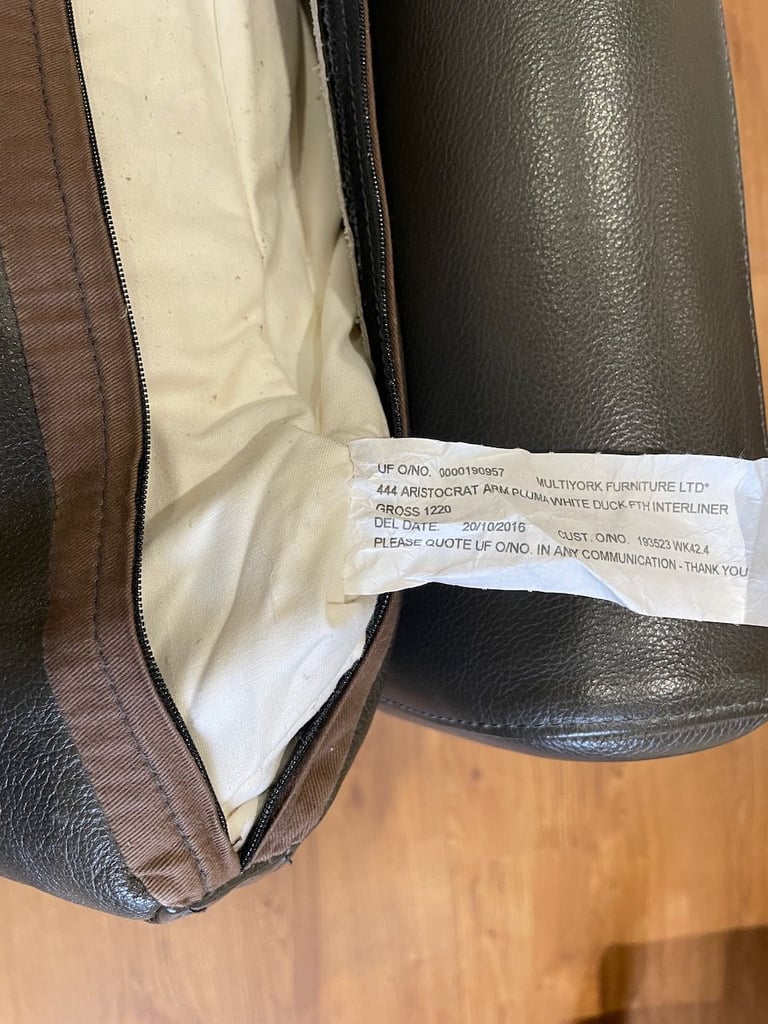 UF O/NO. 0000190957 MULTIYORK FURNITURE LTD*
444 ARISTOCRAT ARM PLUMA WHITE DUCK FTH INTERLINER
GROSS 1220
DEL DATE. 20/10/2016 CUST. O/NO. 193523 WK42.4
PLEASE QUOTE UF O/NO. IN ANY COMMUNICATION - THANK YOU